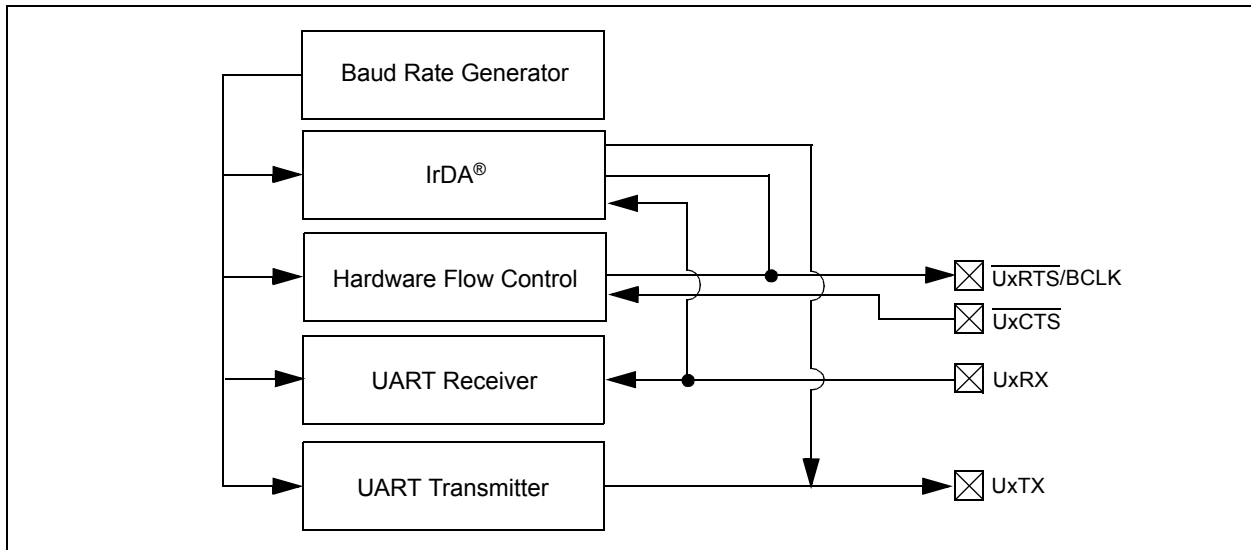 Baud Rate Generator
IrDA®
Hardware Flow Control
UxRTS/BCLK
UxCTS
UART Receiver
UxRX
UART Transmitter
UxTX